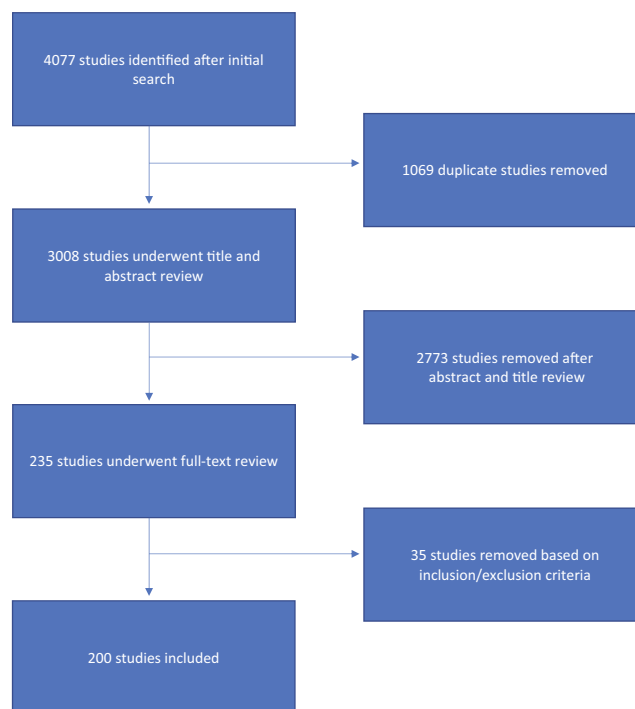 4077 studies identified after initial
search
1069 duplicate studies removed
3008 studies underwent title and
abstract review
2773 studies removed after
abstract and title review
235 studies underwent full-text review
35 studies removed based on
inclusion/exclusion criteria
200 studies included